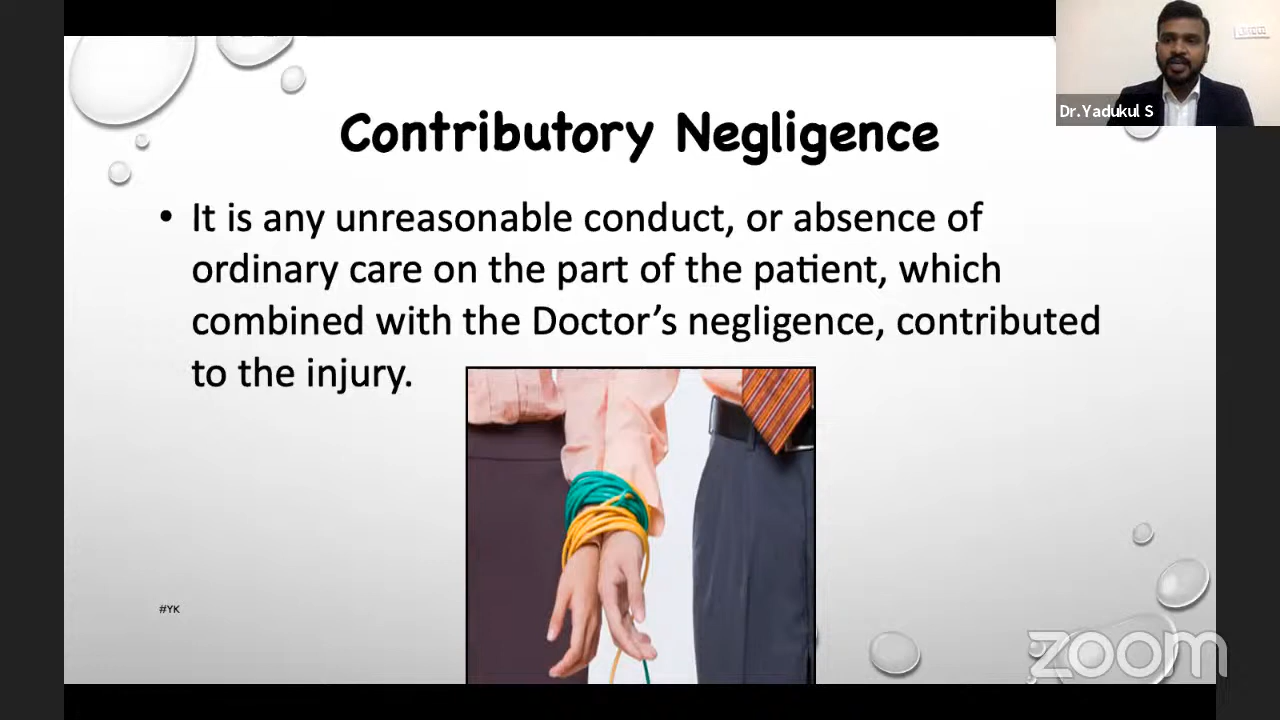 Dr.Yadukul S
Contributory Negligence
• It is any unreasonable conduct, or absence of
ordinary care on the part of the patient, which
combined with the Doctor's negligence, contributed
to the injury.
#YK
zoom